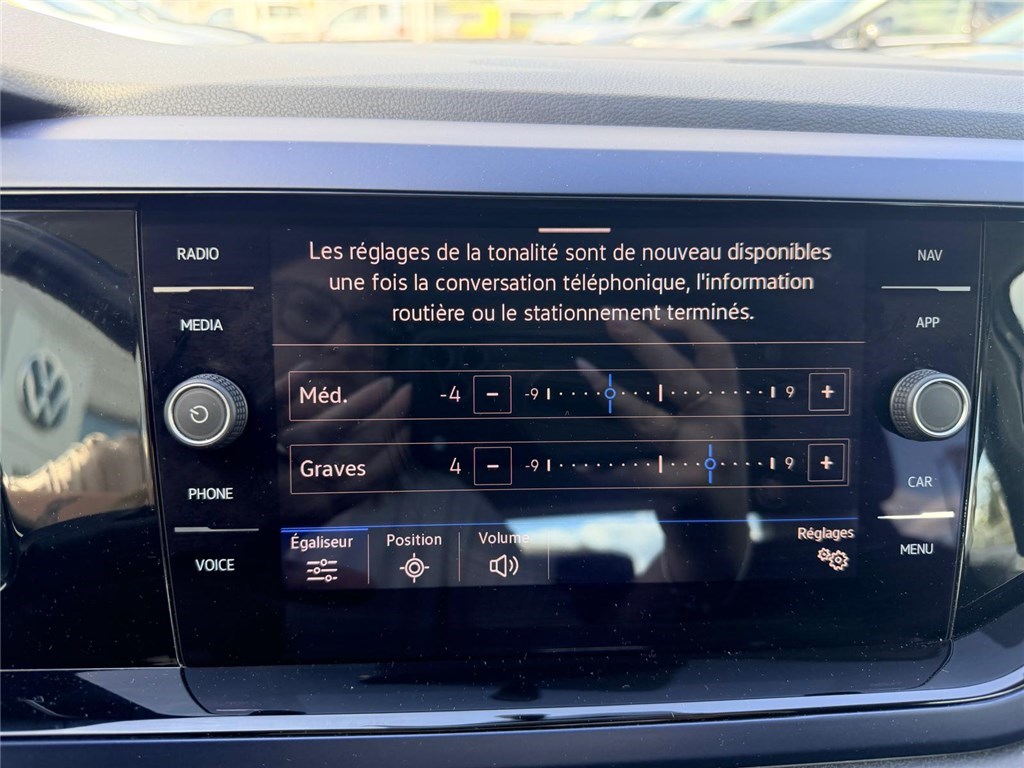 RADIO
MEDIA
PHONE
VOICE
Les réglages de la tonalité sont de nouveau disponibles
une fois la conversation téléphonique, l'information
routière ou le stationnement terminés.
Méd. -4 - -9 9 +
Graves 4 - -9 9 +
Égaliseur Position Volume Réglages
NAV
APP
CAR
MENU